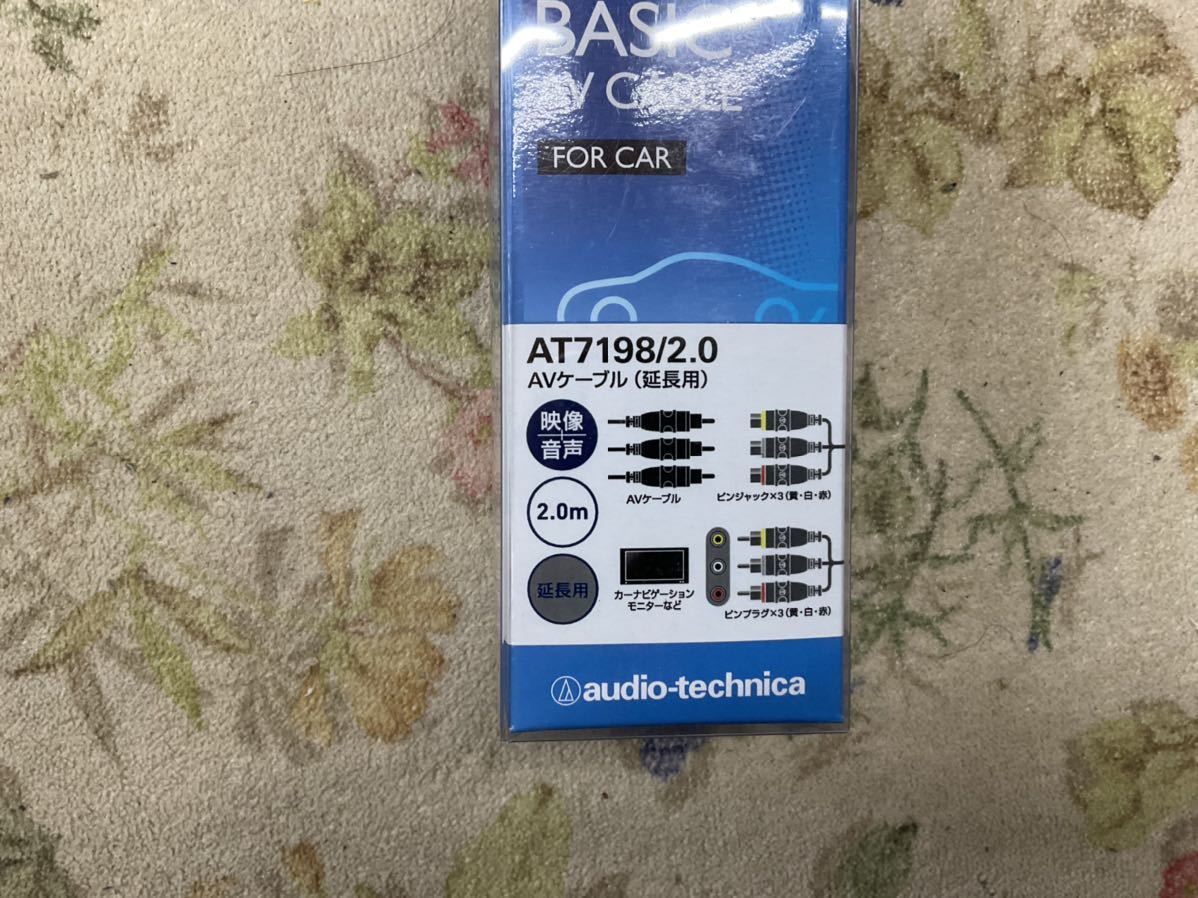 BASIC
AV CABLE
FOR CAR
AT7198/2.0
AVケーブル（延長用）
映像
音声
AVケーブル
ピンジャック×3（黄・白・赤）
2.0m
延長用
カーナビゲーション
モニターなど
ピンプラグ×3（黄・白・赤）
audio-technica